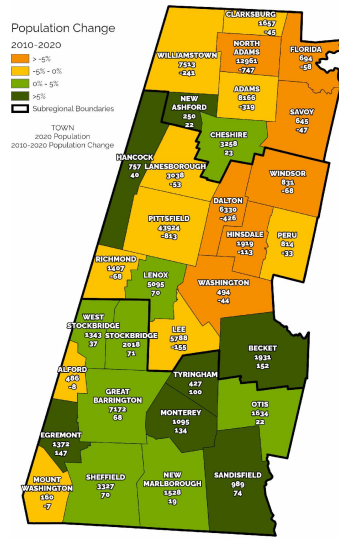 Population Change
2010-2020
> -5%
-5% - 0%
0% - 5%
>5%
Subregional Boundaries
TOWN
2020 Population
2010-2020 Population Change
CLARKSBURG
1657
-45
WILLIAMSTOWN
7513
-241
NORTH
ADAMS
12961
-747
FLORIDA
694
-58
ADAMS
8166
-319
NEW
ASHFORD
250
22
SAVOY
645
-47
CHESHIRE
3258
23
HANCOCK
757
40
LANESBOROUGH
3038
-53
WINDSOR
831
-68
DALTON
6330
-426
PITTSFIELD
43924
-813
HINSDALE
1919
-113
PERU
814
-33
RICHMOND
1407
-68
LENOX
5095
70
WASHINGTON
494
-44
WEST
STOCKBRIDGE
1343
37
STOCKBRIDGE
2018
71
LEE
5788
-155
BECKET
1931
152
ALFORD
486
-8
TYRINGHAM
427
100
GREAT
BARRINGTON
7172
68
MONTEREY
1095
134
OTIS
1634
22
EGREMONT
1372
147
MOUNT
WASHINGTON
160
-7
SHEFFIELD
3327
70
NEW
MARLBOROUGH
1528
19
SANDISFIELD
989
74